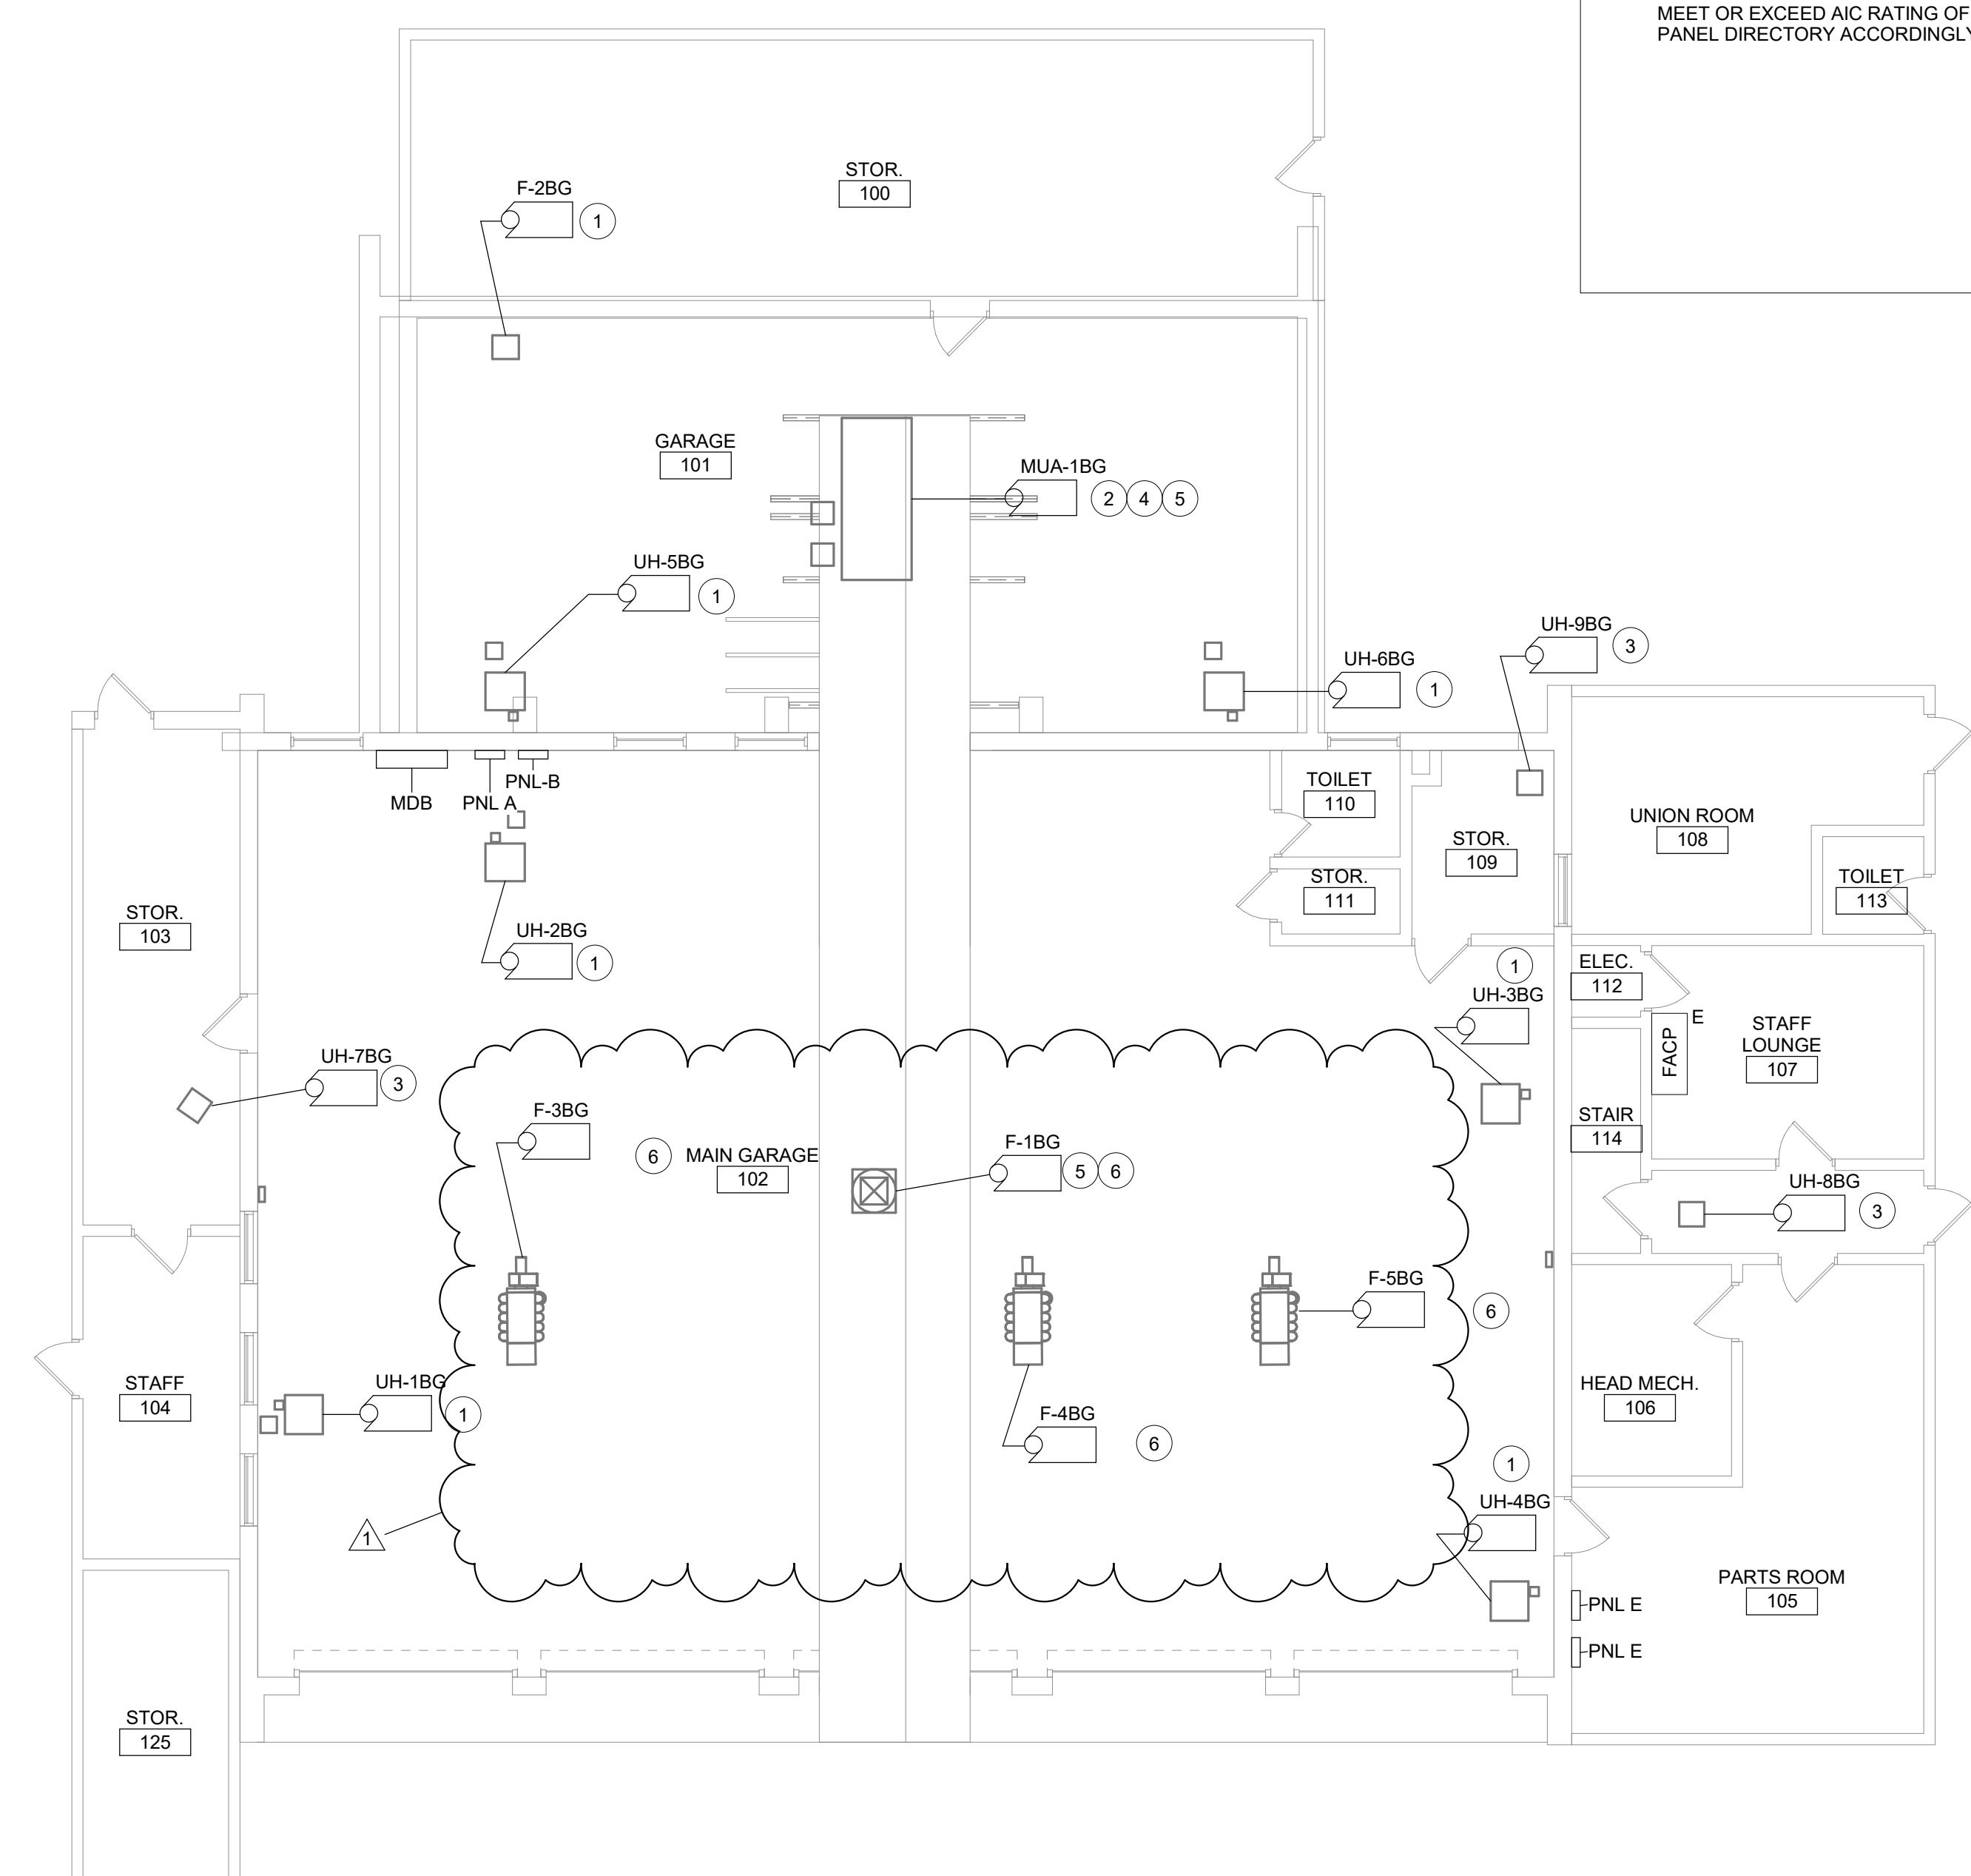 MEET OR EXCEED AIC RATING OF
PANEL DIRECTORY ACCORDINGLY
STOR.
100
F-2BG
1
GARAGE
101
MUA-1BG
2 4 5
UH-5BG
1
UH-9BG
3
UH-6BG
1
MDB
PNL A
PNL-B
TOILET
110
STOR.
109
UNION ROOM
108
STOR.
111
TOILET
113
STOR.
103
UH-2BG
1
1
UH-3BG
ELEC.
112
E
FACP
STAFF
LOUNGE
107
UH-7BG
3
F-3BG
6
MAIN GARAGE
102
F-1BG
5 6
STAIR
114
UH-8BG
3
F-5BG
6
STAFF
104
UH-1BG
1
F-4BG
6
HEAD MECH.
106
1
UH-4BG
1
PARTS ROOM
105
PNL E
PNL E
STOR.
125